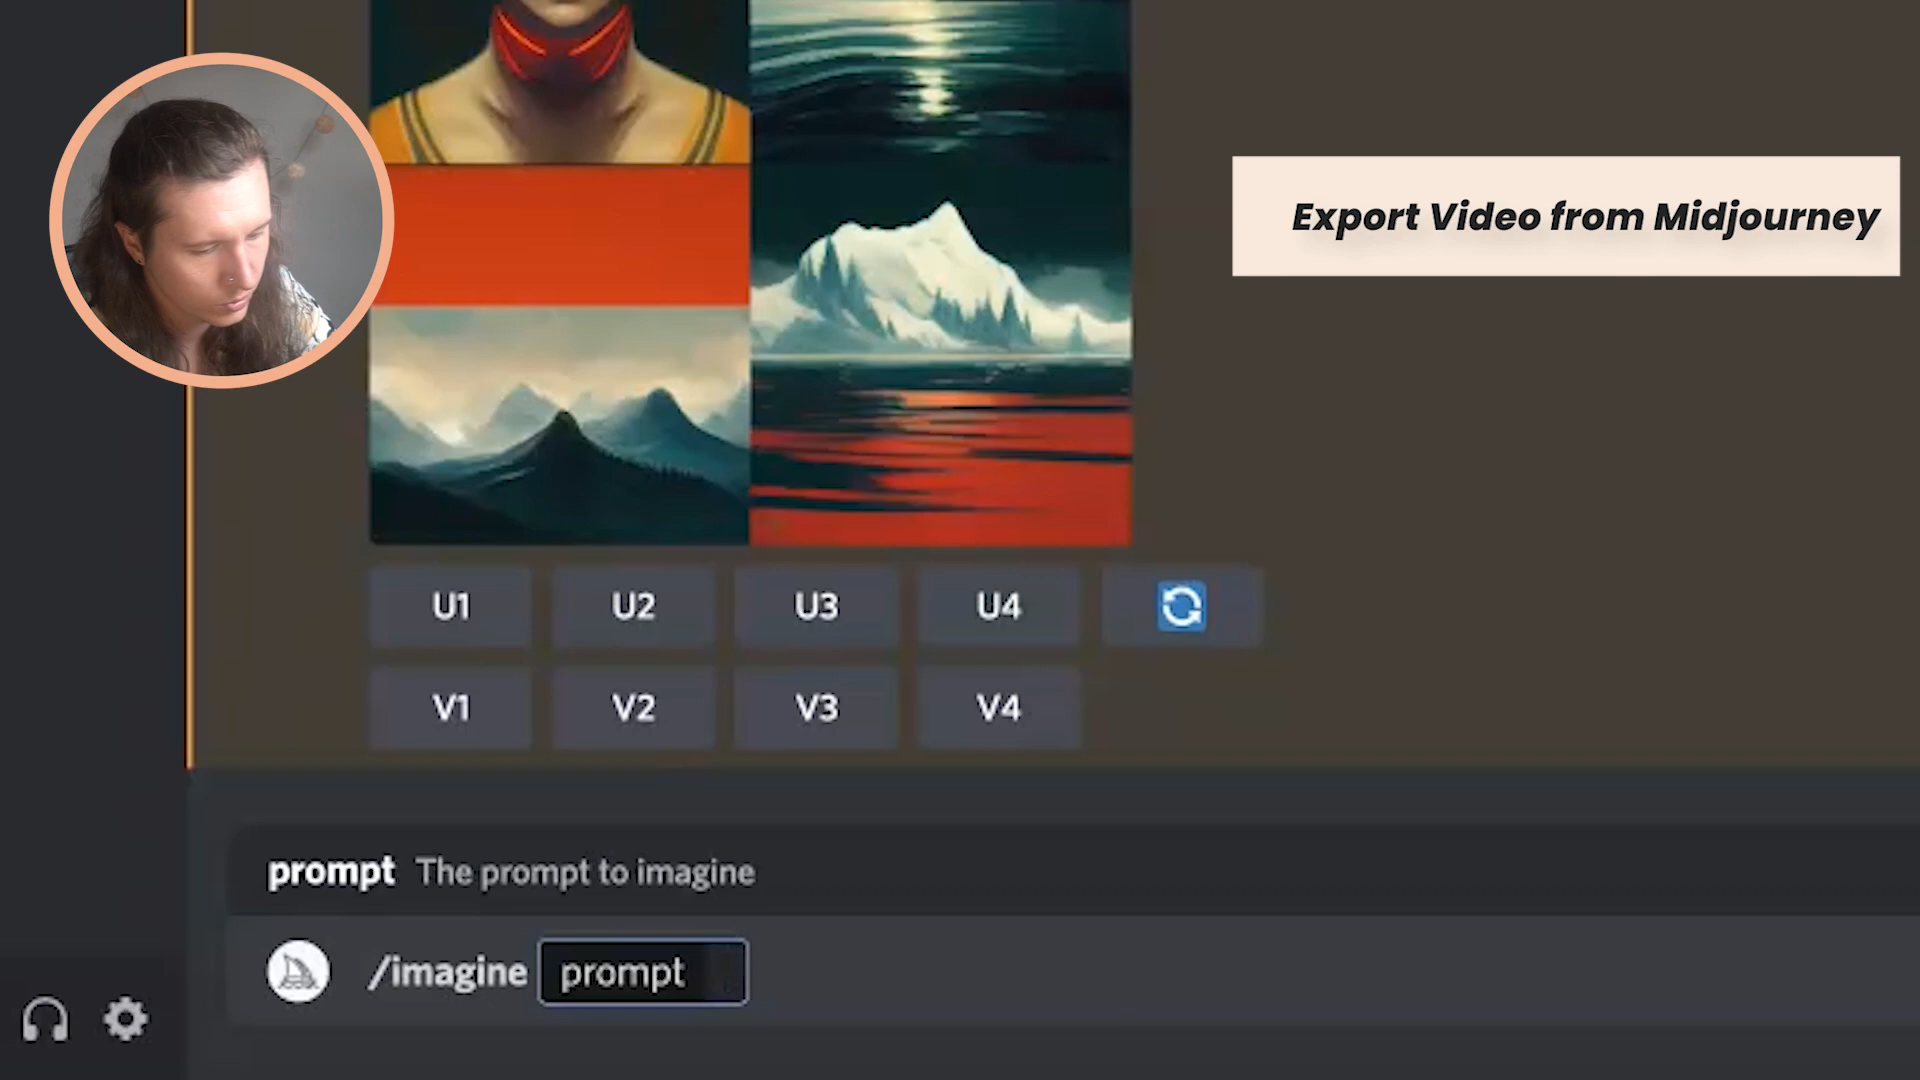 Export Video from Midjourney
U1 U2 U3 U4
V1 V2 V3 V4
prompt The prompt to imagine
/imagine prompt